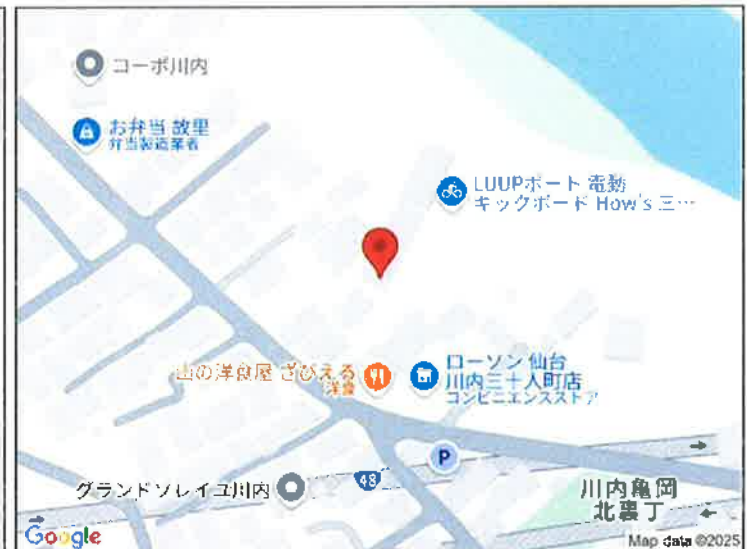 コーポ川内
お弁当 故里
弁当製造業者
LUUPポート 電動
キックボード How's 三…
山の洋食屋 ざびえる
洋食
ローソン 仙台
川内三十人町店
コンビニエンスストア
P
48
グランドソレイユ川内
川内亀岡
北裏丁
Google
Map data ©2025